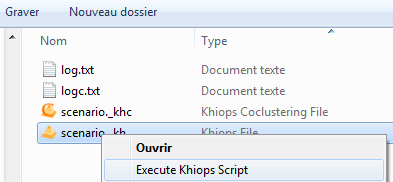 Graver Nouveau dossier
Nom Type
log.txt Document texte
logc.txt Document texte
scenario._khc Khiops Coclustering File
scenario._kh Khiops File
Ouvrir
Execute Khiops Script